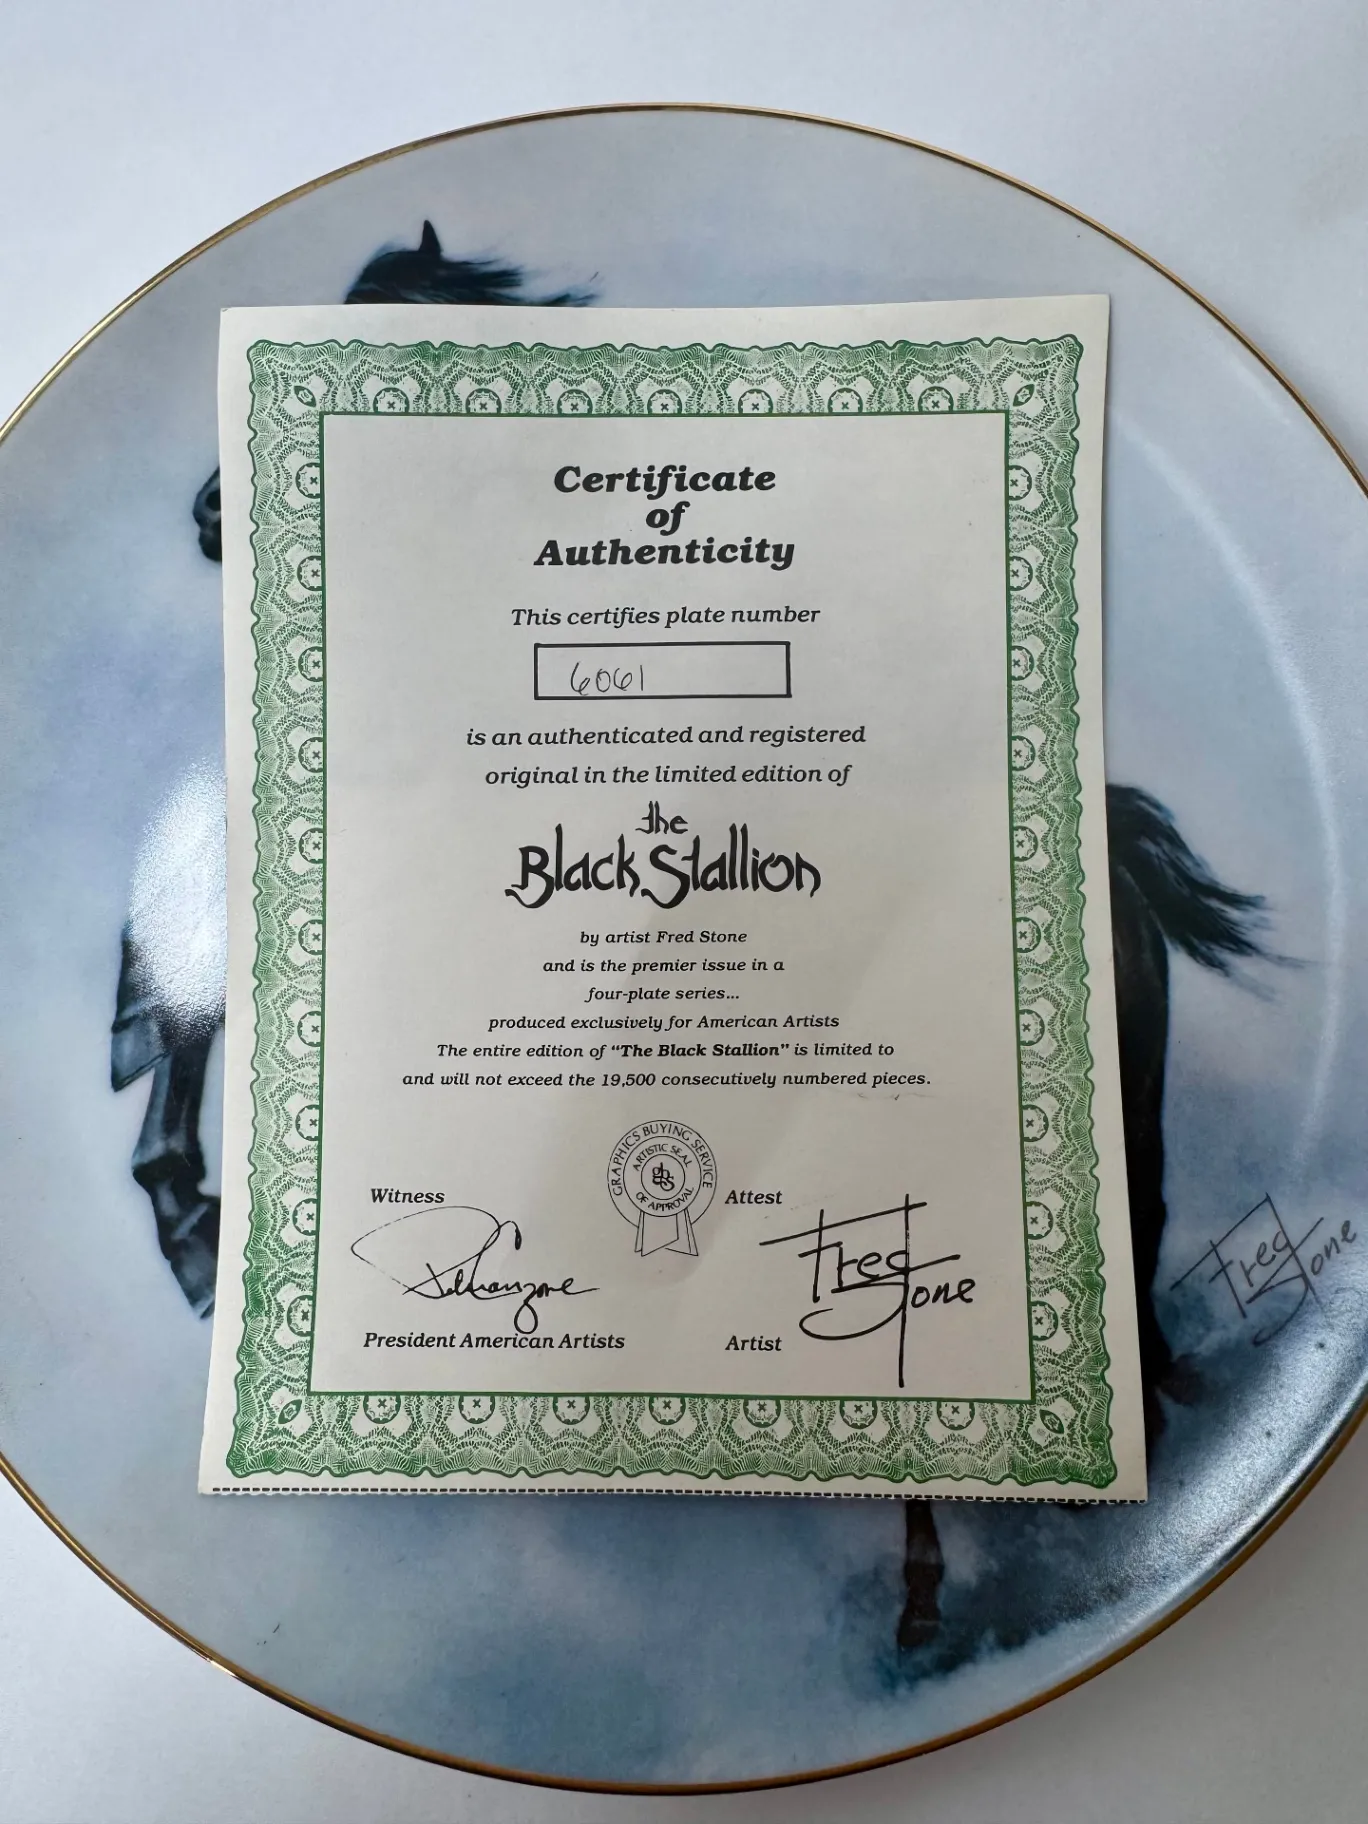 Certificate
of
Authenticity
This certifies plate number
6061
is an authenticated and registered
original in the limited edition of
The
Black Stallion
by artist Fred Stone
and is the premier issue in a
four-plate series...
produced exclusively for American Artists
The entire edition of "The Black Stallion" is limited to
and will not exceed the 19,500 consecutively numbered pieces.
GRAPHICS BUYING SERVICE
ARTISTIC SEAL
gbs
OF APPROVAL
Witness
Attest
Fred
Stone
President American Artists
Artist
Fred
Stone